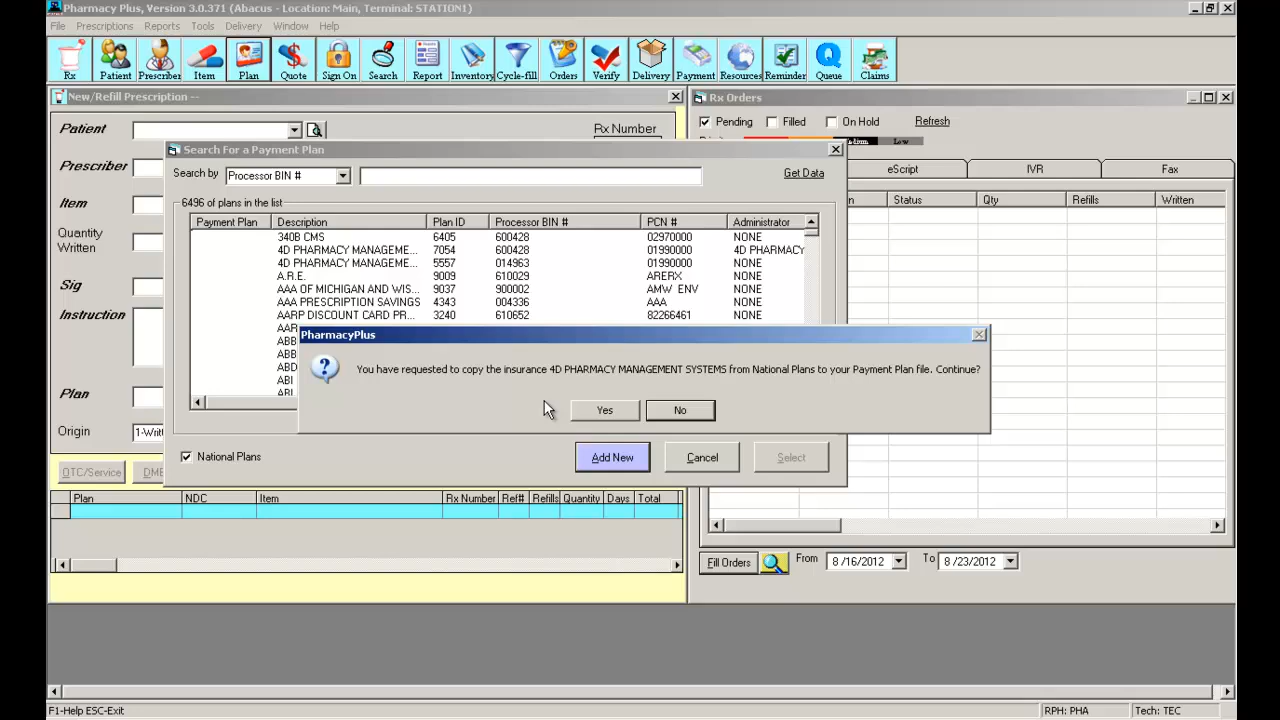 Pharmacy Plus, Version 3.0.371 (Abacus - Location: Main, Terminal: STATION1)
File Prescriptions Reports Tools Delivery Window Help
Rx Patient Prescriber Item Plan Quote Sign On Search Report Inventory Cycle-fill Orders Verify Delivery Payment Resources Reminder Queue Claims
New/Refill Prescription --
Patient
Rx Number
Prescriber
Item
Quantity
Written
Sig
Instruction
Plan
Origin 1-Writt
OTC/Service DME
Search For a Payment Plan
Search by Processor BIN # Get Data
6496 of plans in the list
Payment Plan Description Plan ID Processor BIN # PCN # Administrator
340B CMS 6405 600428 02970000 NONE
4D PHARMACY MANAGEME... 7054 600428 01990000 4D PHARMACY
4D PHARMACY MANAGEME... 5557 014963 01990000 NONE
A.R.E. 9009 610029 ARERX NONE
AAA OF MICHIGAN AND WIS... 9037 900002 AMW ENV NONE
AAA PRESCRIPTION SAVINGS 4343 004336 AAA NONE
AARP DISCOUNT CARD PR... 3240 610652 82266461 NONE
AAR
ABB
ABB
ABD
ABI
ABL
National Plans
Add New Cancel Select
PharmacyPlus
You have requested to copy the insurance 4D PHARMACY MANAGEMENT SYSTEMS from National Plans to your Payment Plan file. Continue?
Yes No
Plan NDC Item Rx Number Ref# Refills Quantity Days Total
Rx Orders
Pending Filled On Hold Refresh
Low
eScript IVR Fax
Status Qty Refills Written
Fill Orders From 8 /16/2012 To 8 /23/2012
F1-Help ESC-Exit RPH: PHA Tech: TEC